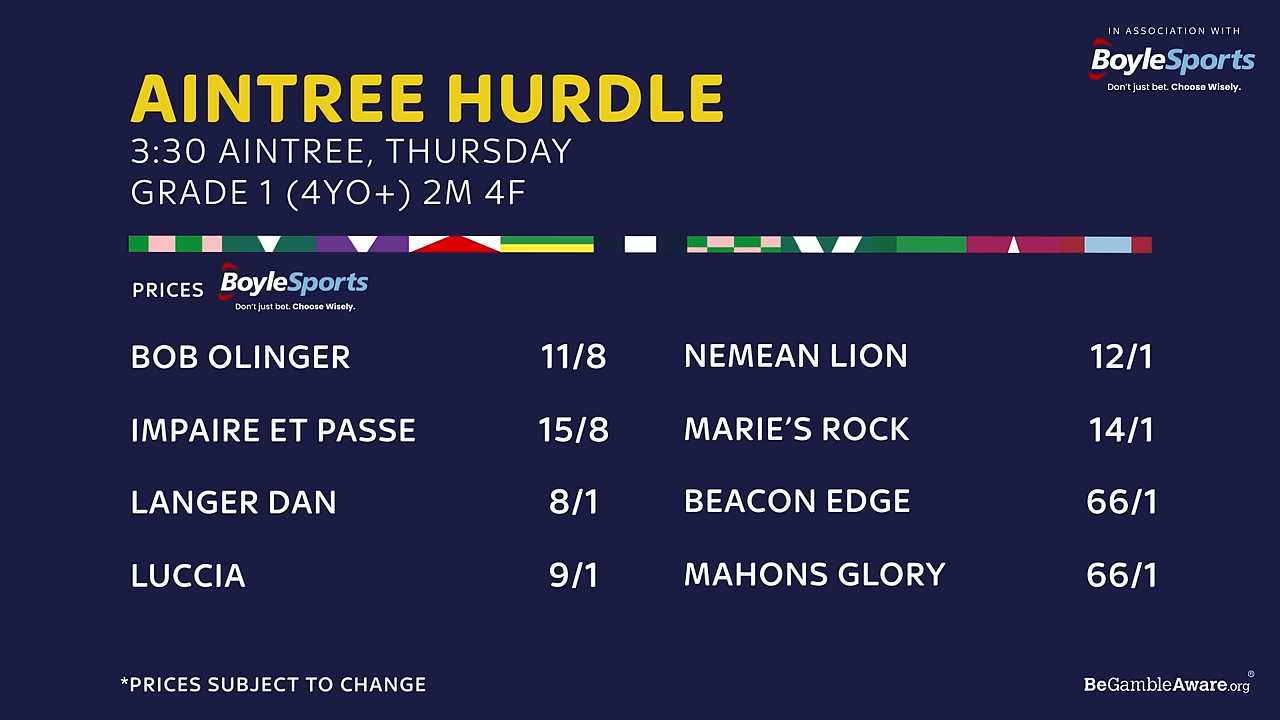 IN ASSOCIATION WITH
BoyleSports
Don't just bet. Choose Wisely.
AINTREE HURDLE
3:30 AINTREE, THURSDAY
GRADE 1 (4YO+) 2M 4F
PRICES BoyleSports
Don't just bet. Choose Wisely.
BOB OLINGER 11/8 NEMEAN LION 12/1
IMPAIRE ET PASSE 15/8 MARIE'S ROCK 14/1
LANGER DAN 8/1 BEACON EDGE 66/1
LUCCIA 9/1 MAHONS GLORY 66/1
*PRICES SUBJECT TO CHANGE BeGambleAware.org®